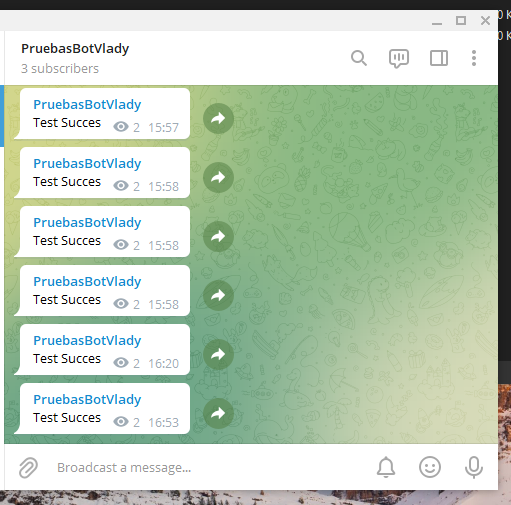 0 K
PruebasBotVlady
0 K
3 subscribers
PruebasBotVlady
Test Succes 2 15:57
PruebasBotVlady
Test Succes 2 15:58
PruebasBotVlady
Test Succes 2 15:58
PruebasBotVlady
Test Succes 2 15:58
PruebasBotVlady
Test Succes 2 16:20
PruebasBotVlady
Test Succes 2 16:53
Broadcast a message...